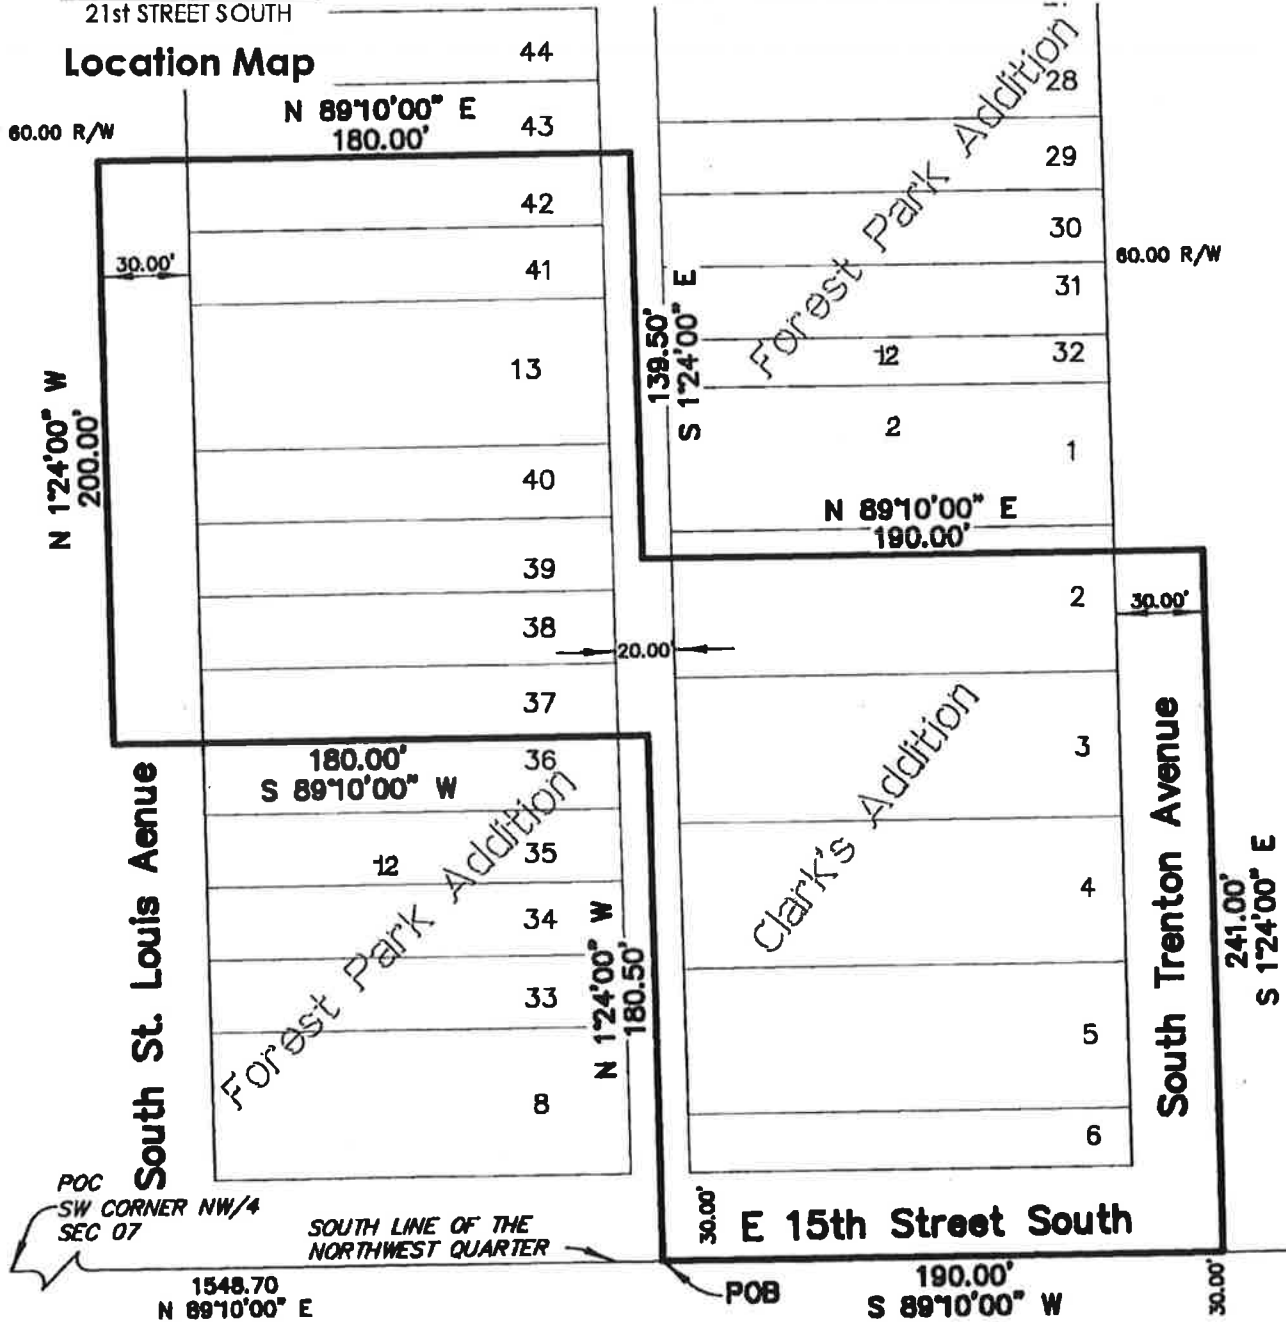 21st STREET SOUTH
Location Map
44
28
N 89°10'00" E
180.00'
43
60.00 R/W
29
42
30
Forest Park Addition
60.00 R/W
30.00'
41
31
139.50'
S 1°24'00" E
12
32
13
N 1°24'00" W
200.00'
2
1
40
N 89°10'00" E
190.00'
39
2
30.00'
38
20.00'
37
3
180.00'
S 89°10'00" W
36
Clark's Addition
South Trenton Avenue
South St. Louis Aenue
35
12
4
241.00'
S 1°24'00" E
Forest Park Addition
34
N 1°24'00" W
180.50'
33
5
8
6
POC
SW CORNER NW/4
SEC 07
SOUTH LINE OF THE
NORTHWEST QUARTER
30.00'
E 15th Street South
1548.70
N 89°10'00" E
POB
190.00'
S 89°10'00" W
30.00'